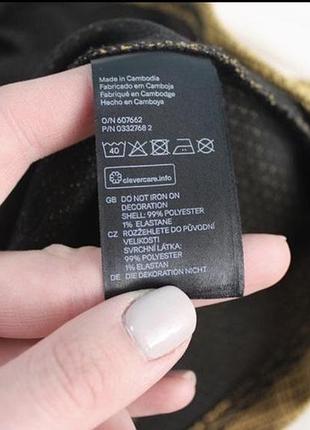 Made in Cambodia
Fabricado em Camboja
Fabriqué en Cambodge
Hecho en Camboya
O/N 607662
P/N 0332768 2
40
clevercare.info
GB DO NOT IRON ON
DECORATION
SHELL: 99% POLYESTER
1% ELASTANE
CZ ROZŽEHLETE DO PŮVODNÍ
VELIKOSTI
SVRCHNÍ LÁTKA:
99% POLYESTER
1% ELASTAN
DE DIE DEKORATION NICHT